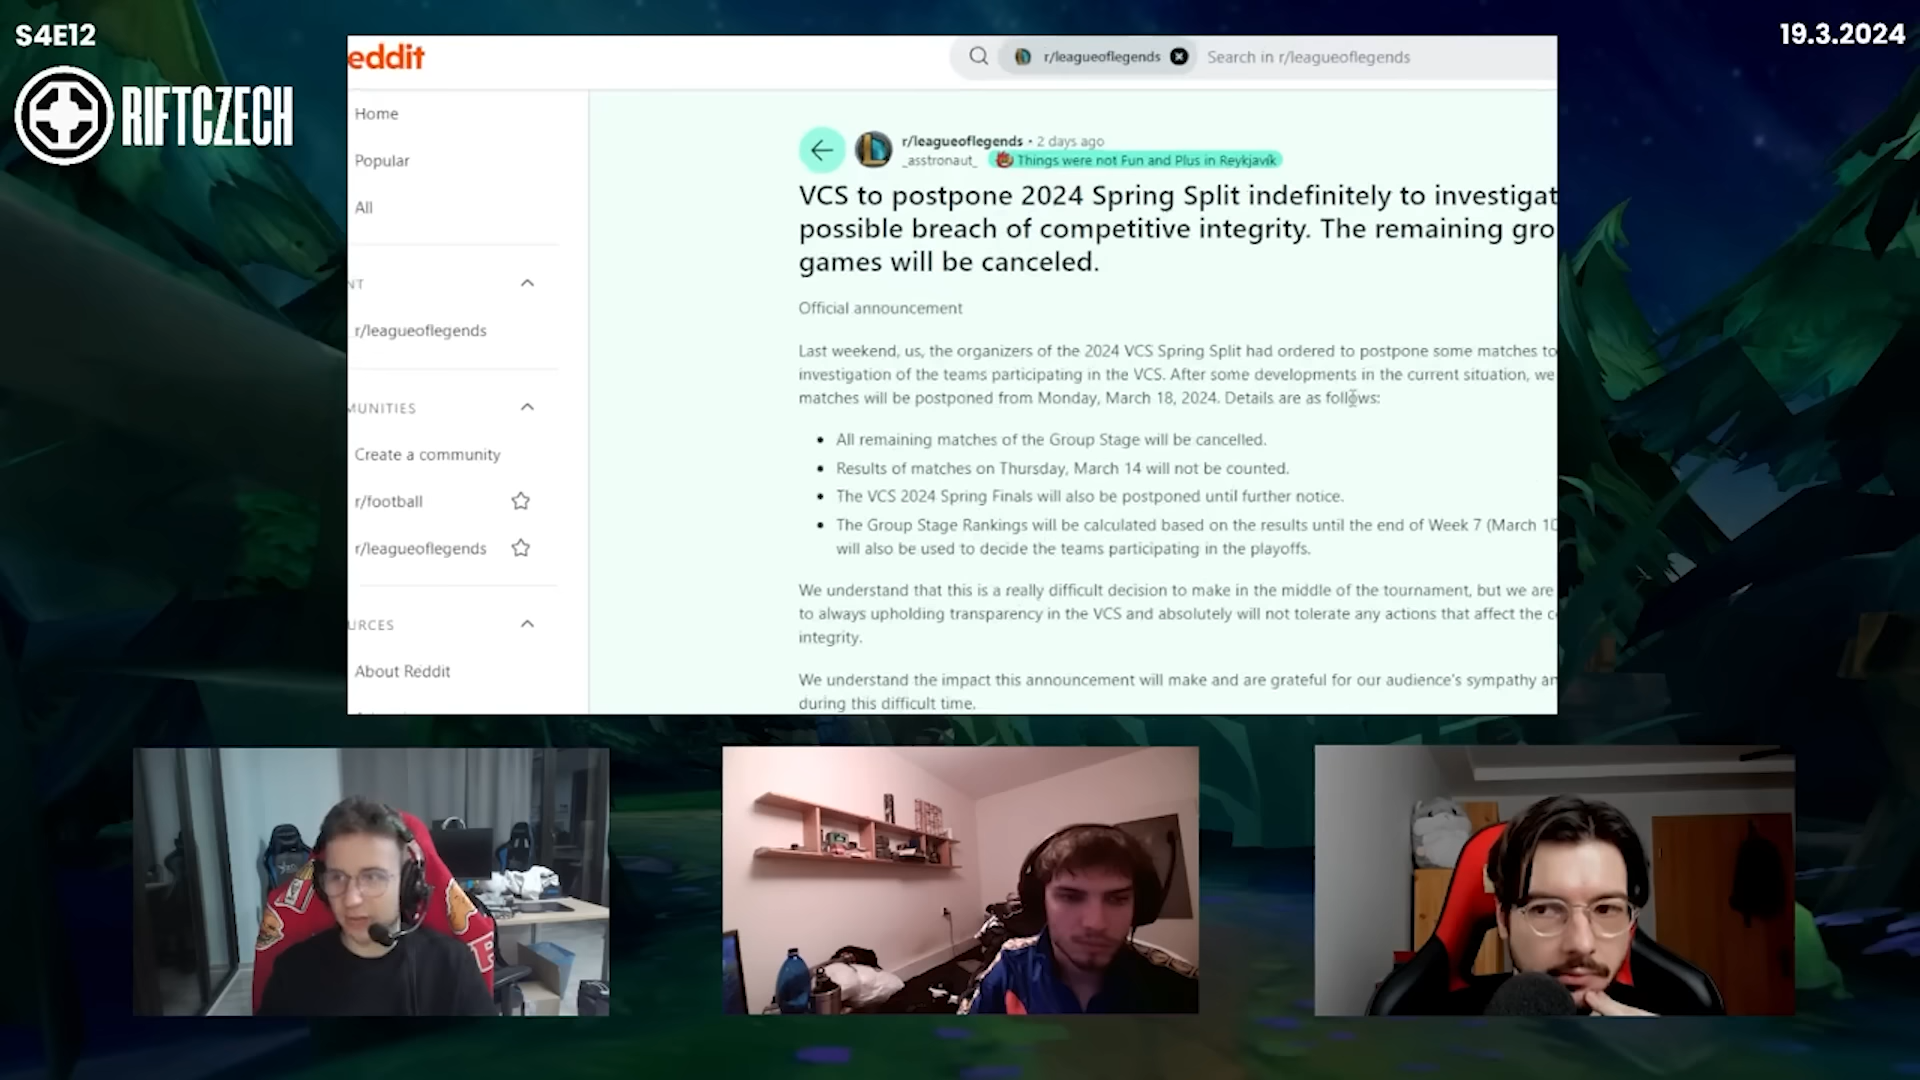 S4E12
19.3.2024
RIFTCZECH
eddit
r/leagueoflegends
Search in r/leagueoflegends
Home
Popular
All
NT
r/leagueoflegends
MUNITIES
Create a community
r/football
r/leagueoflegends
URCES
About Reddit
r/leagueoflegends • 2 days ago
_asstronaut_ Things were not Fun and Plus in Reykjavík
VCS to postpone 2024 Spring Split indefinitely to investigat
possible breach of competitive integrity. The remaining gro
games will be canceled.
Official announcement
Last weekend, us, the organizers of the 2024 VCS Spring Split had ordered to postpone some matches to
investigation of the teams participating in the VCS. After some developments in the current situation, we
matches will be postponed from Monday, March 18, 2024. Details are as follows:
• All remaining matches of the Group Stage will be cancelled.
• Results of matches on Thursday, March 14 will not be counted.
• The VCS 2024 Spring Finals will also be postponed until further notice.
• The Group Stage Rankings will be calculated based on the results until the end of Week 7 (March 10
will also be used to decide the teams participating in the playoffs.
We understand that this is a really difficult decision to make in the middle of the tournament, but we are
to always upholding transparency in the VCS and absolutely will not tolerate any actions that affect the c
integrity.
We understand the impact this announcement will make and are grateful for our audience's sympathy an
during this difficult time.